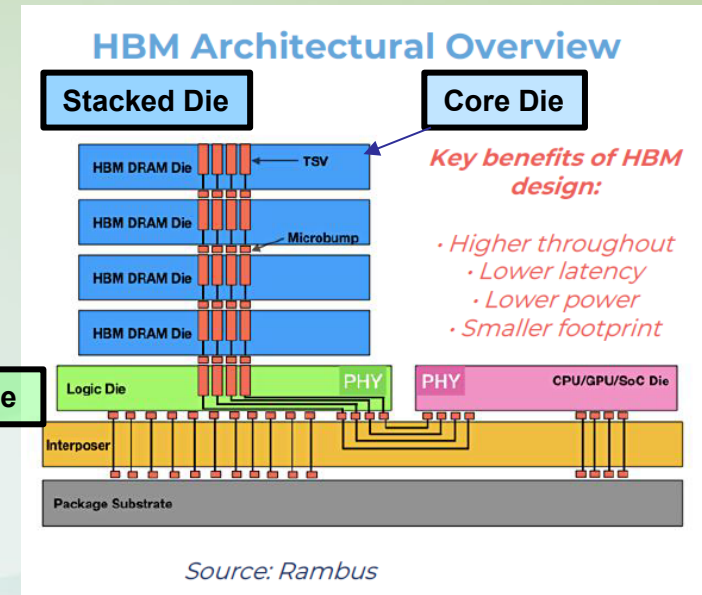 HBM Architectural Overview
Stacked Die
Core Die
HBM DRAM Die
TSV
HBM DRAM Die
Microbump
HBM DRAM Die
HBM DRAM Die
Key benefits of HBM
design:
• Higher throughout
• Lower latency
• Lower power
• Smaller footprint
e
Logic Die
PHY
PHY
CPU/GPU/SoC Die
Interposer
Package Substrate
Source: Rambus